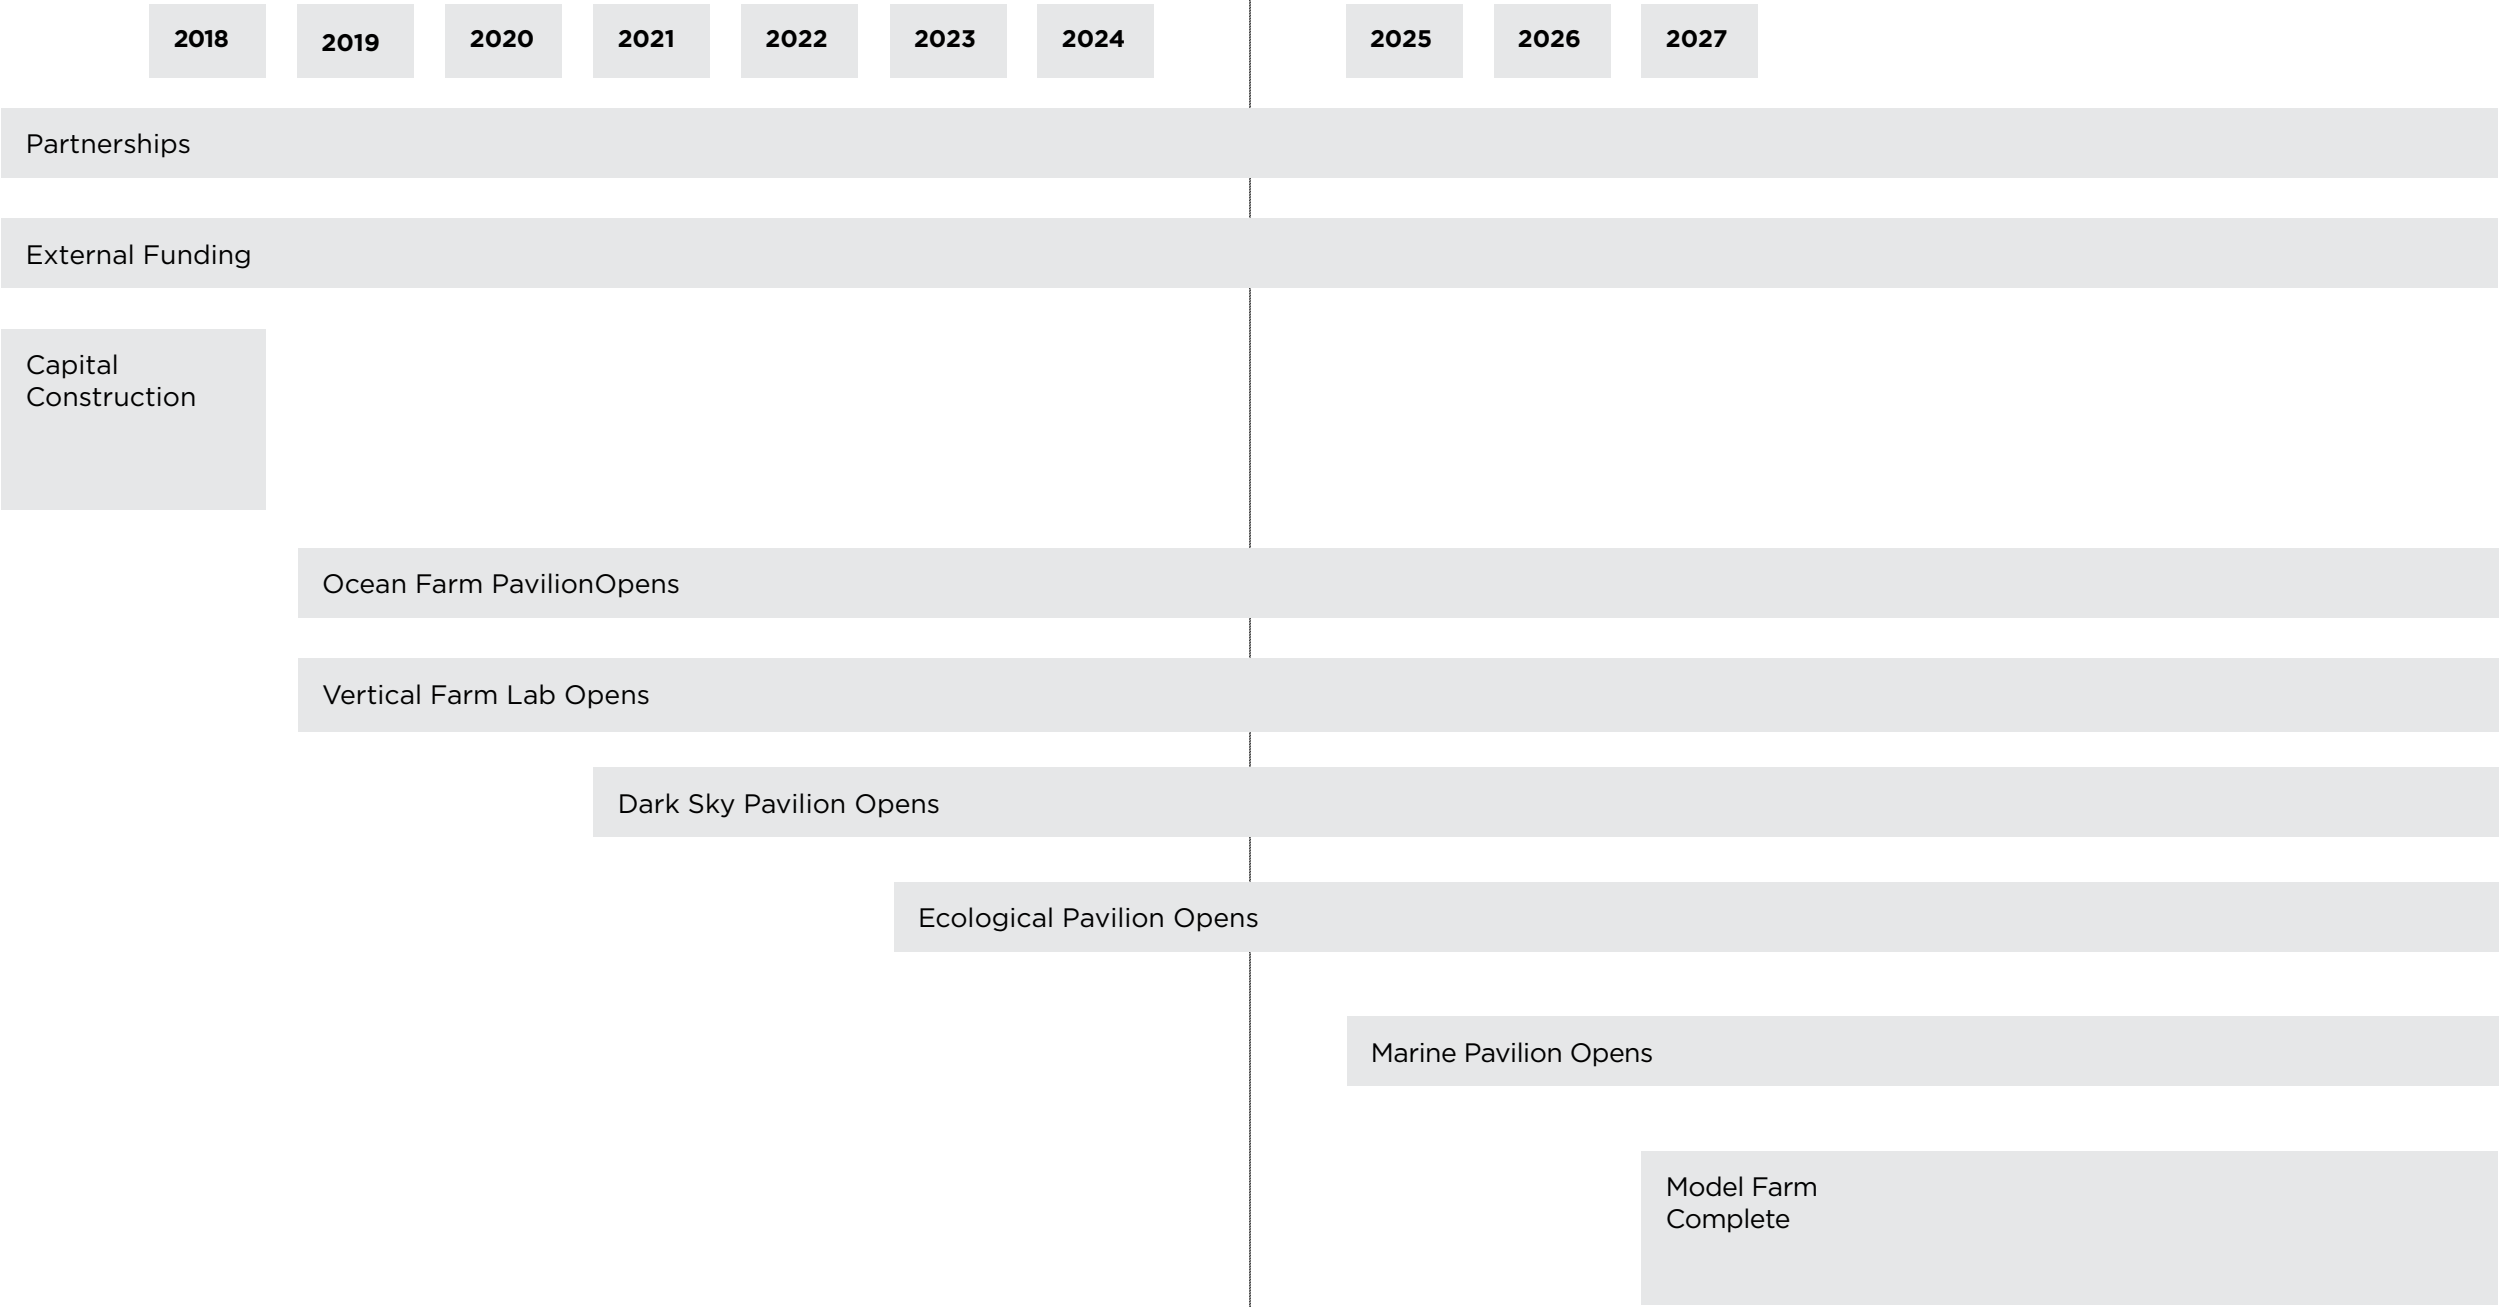 2018 2019 2020 2021 2022 2023 2024 2025 2026 2027
Partnerships
External Funding
Capital
Construction
Ocean Farm PavilionOpens
Vertical Farm Lab Opens
Dark Sky Pavilion Opens
Ecological Pavilion Opens
Marine Pavilion Opens
Model Farm
Complete